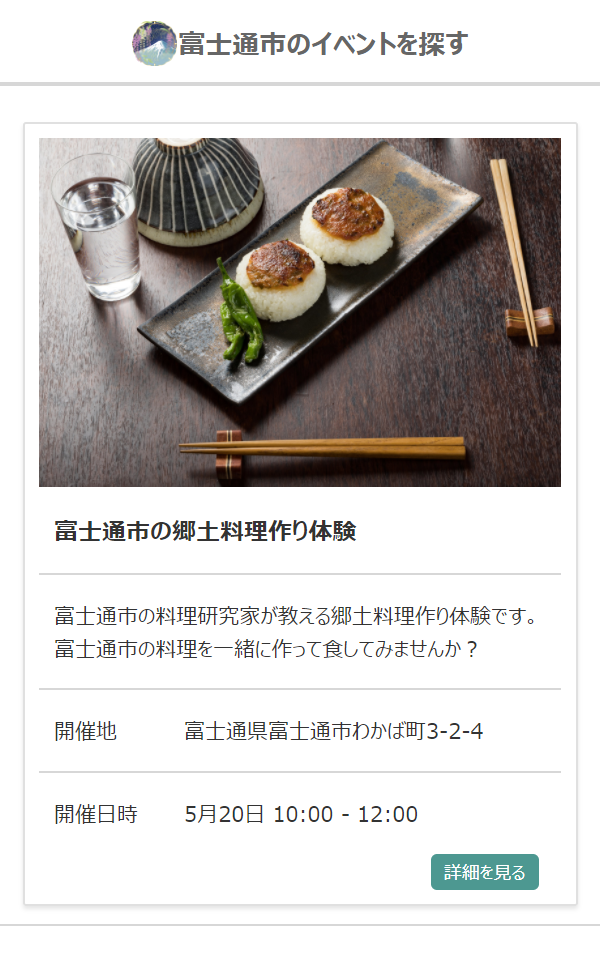 富士通市のイベントを探す
富士通市の郷土料理作り体験
富士通市の料理研究家が教える郷土料理作り体験です。
富士通市の料理を一緒に作って食してみませんか？
開催地 富士通県富士通市わかば町3-2-4
開催日時 5月20日 10:00 - 12:00
詳細を見る